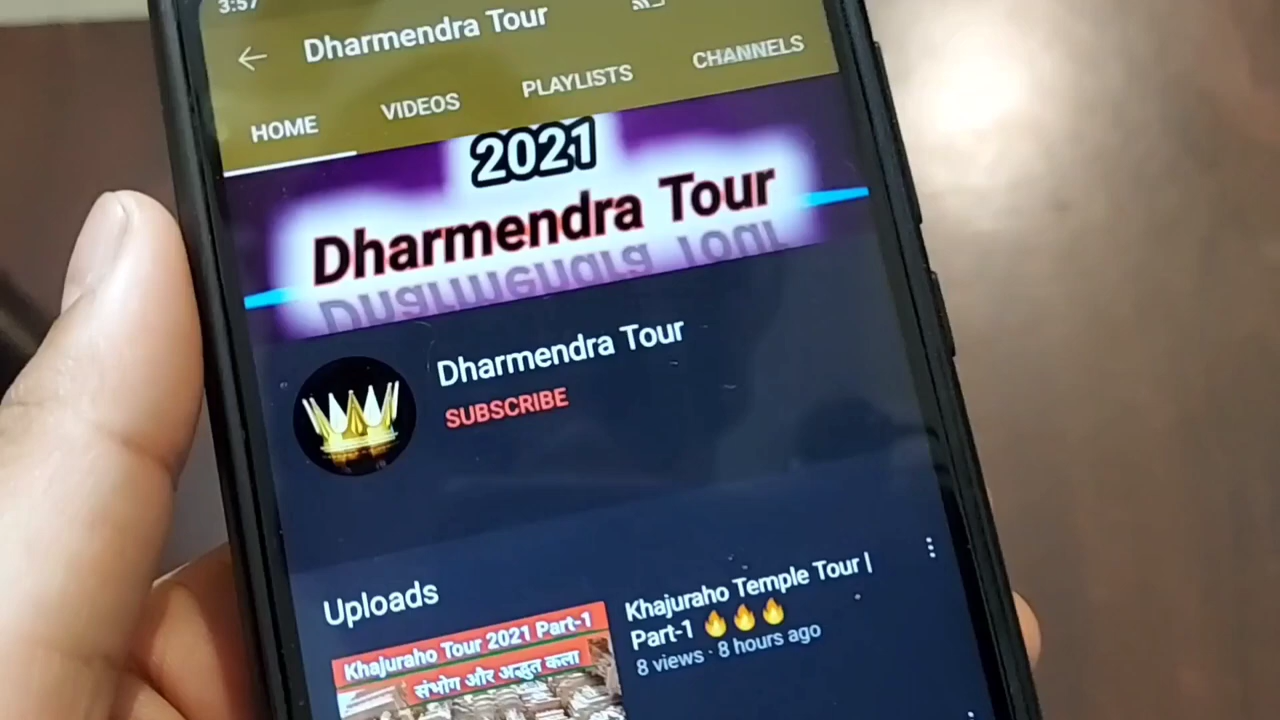 3:57
Dharmendra Tour
HOME VIDEOS PLAYLISTS CHANNELS
2021
Dharmendra Tour
Dharmendra Tour
Dharmendra Tour
SUBSCRIBE
Uploads
Khajuraho Tour 2021 Part-1
संभोग और अद्भुत कला
Khajuraho Temple Tour |
Part-1 🔥🔥🔥
8 views · 8 hours ago